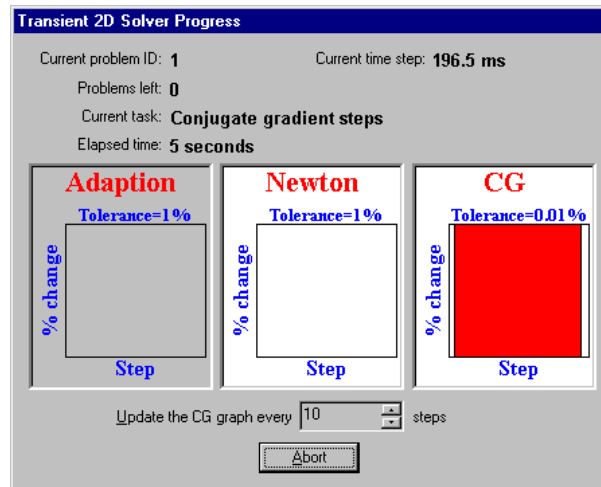 Transient 2D Solver Progress
Current problem ID: 1 Current time step: 196.5 ms
Problems left: 0
Current task: Conjugate gradient steps
Elapsed time: 5 seconds
Adaption Newton CG
Tolerance=1% Tolerance=1% Tolerance=0.01%
% change % change % change
Step Step Step
Update the CG graph every 10 steps
Abort